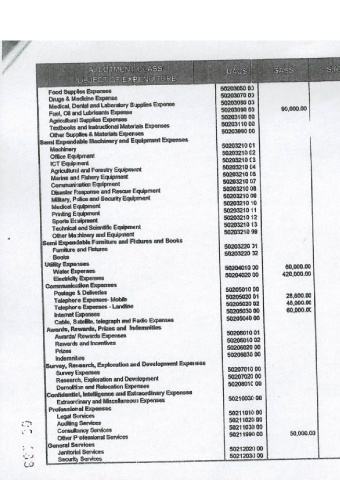 ALLOTMENT CLASS/ UACS GASS
OBJECT OF EXPENDITURE
Food Supplies Expenses 50203050 00
Drugs & Medicine Expenses 50203070 00
Medical, Dental and Laboratory Supplies Expense 50203080 00
Fuel, Oil and Lubricants Expense 50203090 00 90,000.00
Agricultural Supplies Expenses 50203100 00
Textbooks and Instructional Materials Expenses 50203110 00
Other Supplies & Materials Expenses 50203990 00
Semi Expendable Machinery and Equipment Expenses
Machinery 50203210 01
Office Equipment 50203210 02
ICT Equipment 50203210 03
Agricultural and Forestry Equipment 50203210 04
Marine and Fishery Equipment 50203210 05
Communication Equipment 50203210 07
Disaster Response and Rescue Equipment 50203210 08
Military, Police and Security Equipment 50203210 09
Medical Equipment 50203210 10
Printing Equipment 50203210 11
Sports Equipment 50203210 12
Technical and Scientific Equipment 50203210 13
Other Machinery and Equipment 50203210 99
Semi Expendable Furniture and Fixtures and Books
Furniture and Fixtures 50203220 01
Books 50203220 02
Utility Expenses
Water Expenses 50204010 00 60,000.00
Electricity Expenses 50204020 00 420,000.00
Communication Expenses
Postage & Deliveries 50205010 00
Telephone Expenses- Mobile 50205020 01 28,800.00
Telephone Expenses - Landline 50205020 02 48,000.00
Internet Expenses 50205030 00 60,000.00
Cable, Satellite, telegraph and Radio Expenses 50205040 00
Awards, Rewards, Prizes and Indemnities
Awards/ Rewards Expenses 50206010 01
Rewards and Incentives 50206010 02
Prizes 50206020 00
Indemnities 50206030 00
Survey, Research, Exploration and Development Expenses
Survey Expenses 50207010 00
Research, Exploration and Development 50207020 00
Demolition and Relocation Expenses 50208010 00
Confidential, Intelligence and Extraordinary Expenses
Extraordinary and Miscellaneous Expenses 50210030 00
Professional Expenses
Legal Services 50211010 00
Auditing Services 50211020 00
Consultancy Services 50211030 00
Other Professional Services 50211990 00 50,000.00
General Services
Janitorial Services 50212020 00
Security Services 50212030 00